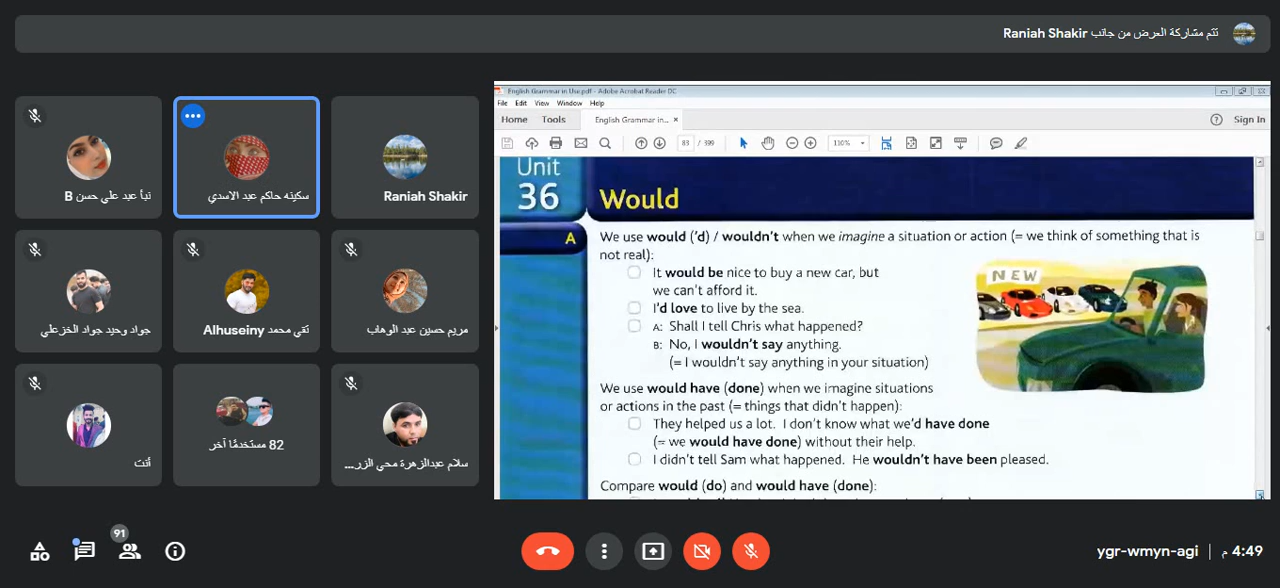 تتم مشاركة العرض من جانب Raniah Shakir
نبأ عبد علي حسن B
سكينه حاكم عبد الاسدي
Raniah Shakir
جواد وحيد جواد الخزعلي
تقي محمد Alhuseiny
مريم حسين عبد الوهاب
أنت
82 مستخدمًا آخر
سلام عبدالزهرة محي الزر...
English Grammar in Use.pdf - Adobe Acrobat Reader DC
File Edit View Window Help
Home Tools English Grammar in... × Sign In
83 / 399 110%
Unit
36 Would
A We use would ('d) / wouldn't when we imagine a situation or action (= we think of something that is
not real):
It would be nice to buy a new car, but
we can't afford it.
I'd love to live by the sea.
A: Shall I tell Chris what happened?
B: No, I wouldn't say anything.
(= I wouldn't say anything in your situation)
NEW
We use would have (done) when we imagine situations
or actions in the past (= things that didn't happen):
They helped us a lot. I don't know what we'd have done
(= we would have done) without their help.
I didn't tell Sam what happened. He wouldn't have been pleased.
Compare would (do) and would have (done):
91
ygr-wmyn-agi | 4:49 م